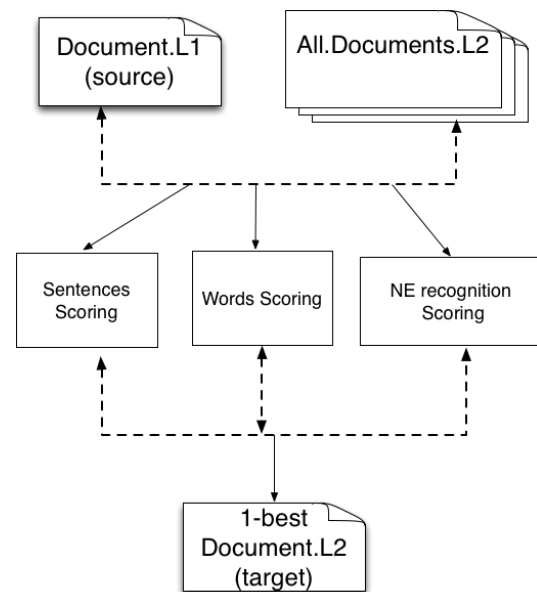 Document.L1
(source)
All.Documents.L2
Sentences
Scoring
Words Scoring
NE recognition
Scoring
1-best
Document.L2
(target)